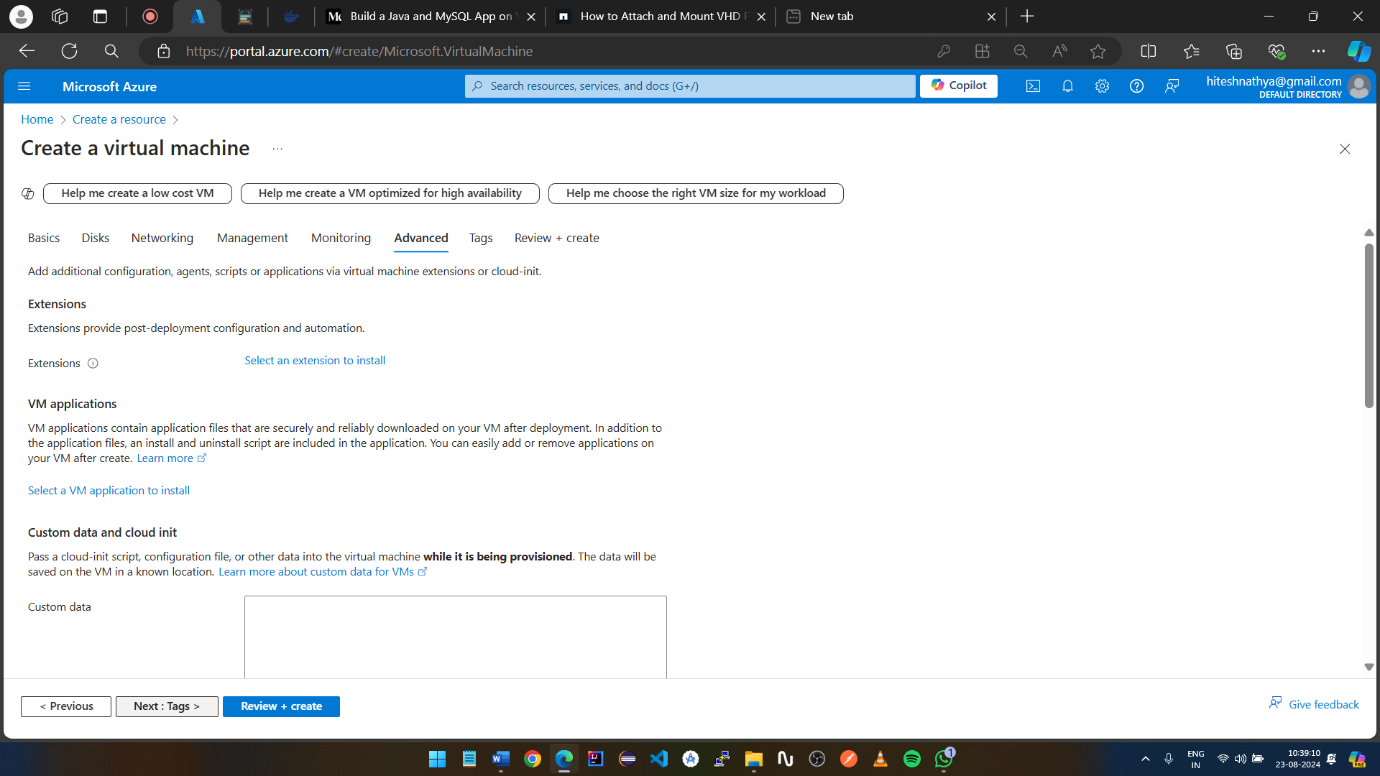 Build a Java and MySQL App on
How to Attach and Mount VHD
New tab
https://portal.azure.com/#create/Microsoft.VirtualMachine
Microsoft Azure
Search resources, services, and docs (G+/)
Copilot
hiteshnathya@gmail.com
DEFAULT DIRECTORY
Home > Create a resource >
Create a virtual machine ...
Help me create a low cost VM
Help me create a VM optimized for high availability
Help me choose the right VM size for my workload
Basics Disks Networking Management Monitoring Advanced Tags Review + create
Add additional configuration, agents, scripts or applications via virtual machine extensions or cloud-init.
Extensions
Extensions provide post-deployment configuration and automation.
Extensions
Select an extension to install
VM applications
VM applications contain application files that are securely and reliably downloaded on your VM after deployment. In addition to
the application files, an install and uninstall script are included in the application. You can easily add or remove applications on
your VM after create. Learn more
Select a VM application to install
Custom data and cloud init
Pass a cloud-init script, configuration file, or other data into the virtual machine while it is being provisioned. The data will be
saved on the VM in a known location. Learn more about custom data for VMs
Custom data
< Previous
Next : Tags >
Review + create
Give feedback
ENG
IN
10:39:10
23-08-2024